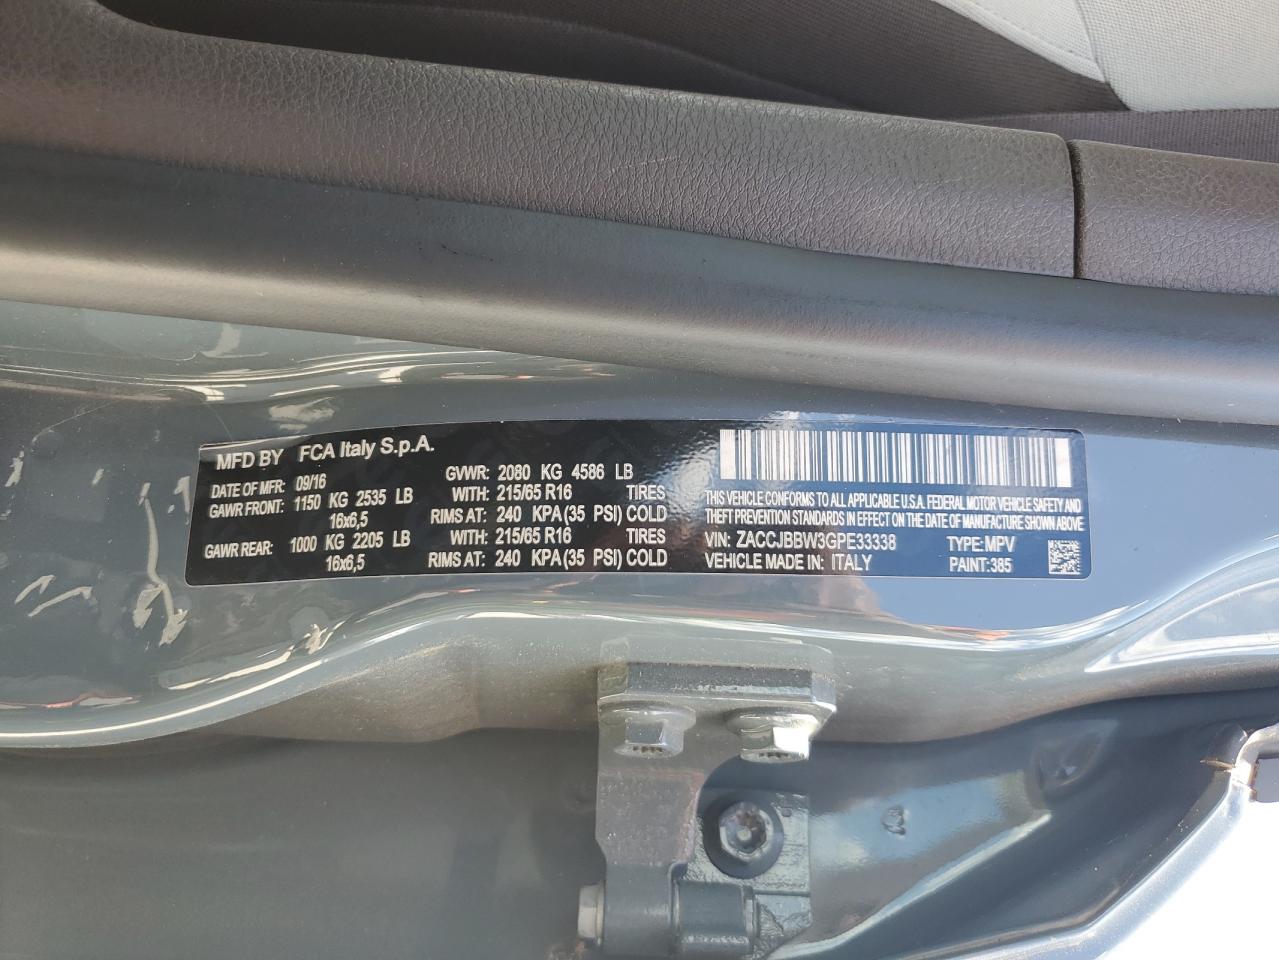 MFD BY FCA Italy S.p.A.
DATE OF MFR: 09/16 GVWR: 2080 KG 4586 LB
GAWR FRONT: 1150 KG 2535 LB WITH: 215/65 R16 TIRES
16x6,5 RIMS AT: 240 KPA(35 PSI) COLD
GAWR REAR: 1000 KG 2205 LB WITH: 215/65 R16 TIRES
16x6,5 RIMS AT: 240 KPA(35 PSI) COLD
THIS VEHICLE CONFORMS TO ALL APPLICABLE U.S.A. FEDERAL MOTOR VEHICLE SAFETY AND
THEFT PREVENTION STANDARDS IN EFFECT ON THE DATE OF MANUFACTURE SHOWN ABOVE
VIN: ZACCJBBW3GPE33338 TYPE:MPV
VEHICLE MADE IN: ITALY PAINT:385